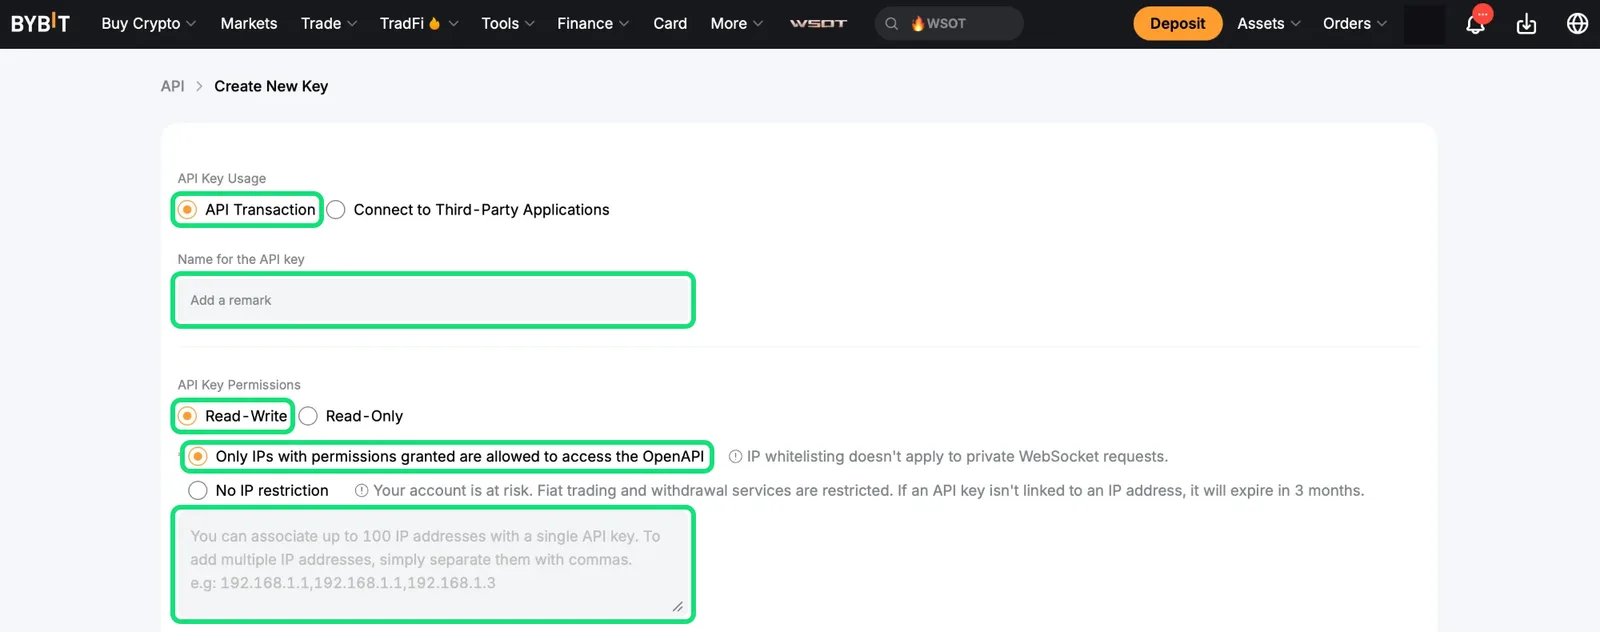 BYBIT Buy Crypto Markets Trade TradFi Tools Finance Card More WSOT WSOT Deposit Assets Orders
API > Create New Key
API Key Usage
API Transaction Connect to Third-Party Applications
Name for the API key
Add a remark
API Key Permissions
Read-Write Read-Only
Only IPs with permissions granted are allowed to access the OpenAPI IP whitelisting doesn't apply to private WebSocket requests.
No IP restriction Your account is at risk. Fiat trading and withdrawal services are restricted. If an API key isn't linked to an IP address, it will expire in 3 months.
You can associate up to 100 IP addresses with a single API key. To
add multiple IP addresses, simply separate them with commas.
e.g: 192.168.1.1,192.168.1.1,192.168.1.3